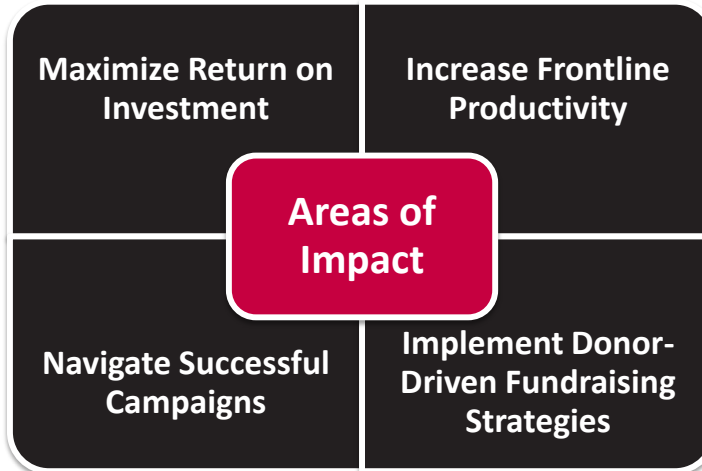 Maximize Return on
Investment
Increase Frontline
Productivity
Areas of
Impact
Navigate Successful
Campaigns
Implement Donor-
Driven Fundraising
Strategies